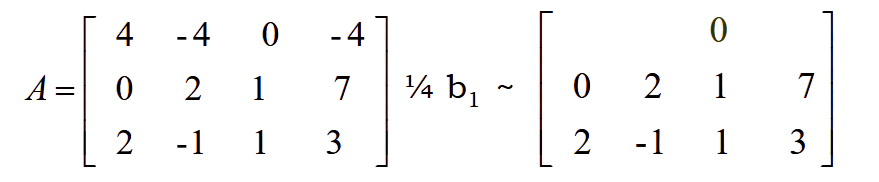 4 -4 0 -4 0
A = 0 2 1 7 ¼ b₁ ~ 0 2 1 7
2 -1 1 3 2 -1 1 3